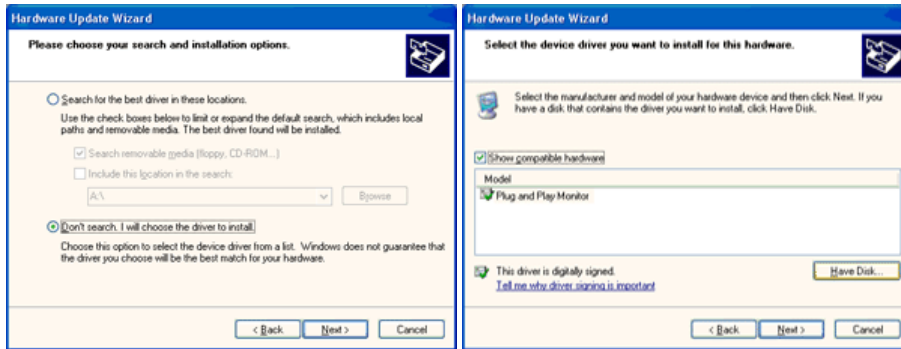 Hardware Update Wizard
Please choose your search and installation options.
Search for the best driver in these locations.
Use the check boxes below to limit or expand the default search, which includes local
paths and removable media. The best driver found will be installed.
Search removable media (floppy, CD-ROM...)
Include this location in the search:
A:\
Browse
Don't search. I will choose the driver to install.
Choose this option to select the device driver from a list. Windows does not guarantee that
the driver you choose will be the best match for your hardware.
< Back
Next >
Cancel
Hardware Update Wizard
Select the device driver you want to install for this hardware.
Select the manufacturer and model of your hardware device and then click Next. If you
have a disk that contains the driver you want to install, click Have Disk.
Show compatible hardware
Model
Plug and Play Monitor
This driver is digitally signed.
Tell me why driver signing is important
Have Disk...
< Back
Next >
Cancel